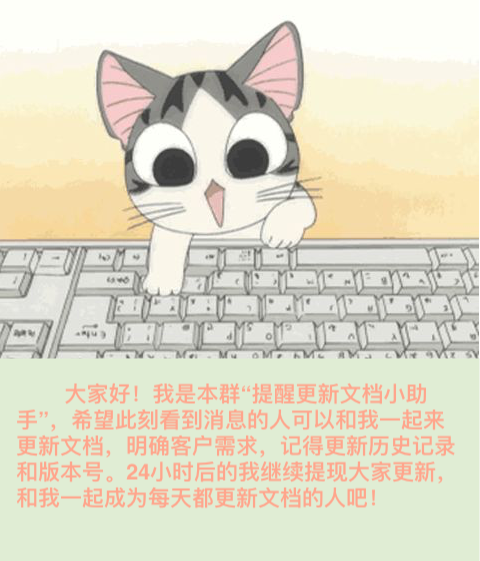 大家好！我是本群“提醒更新文档小助
手”，希望此刻看到消息的人可以和我一起来
更新文档，明确客户需求，记得更新历史记录
和版本号。24小时后的我继续提现大家更新，
和我一起成为每天都更新文档的人吧！